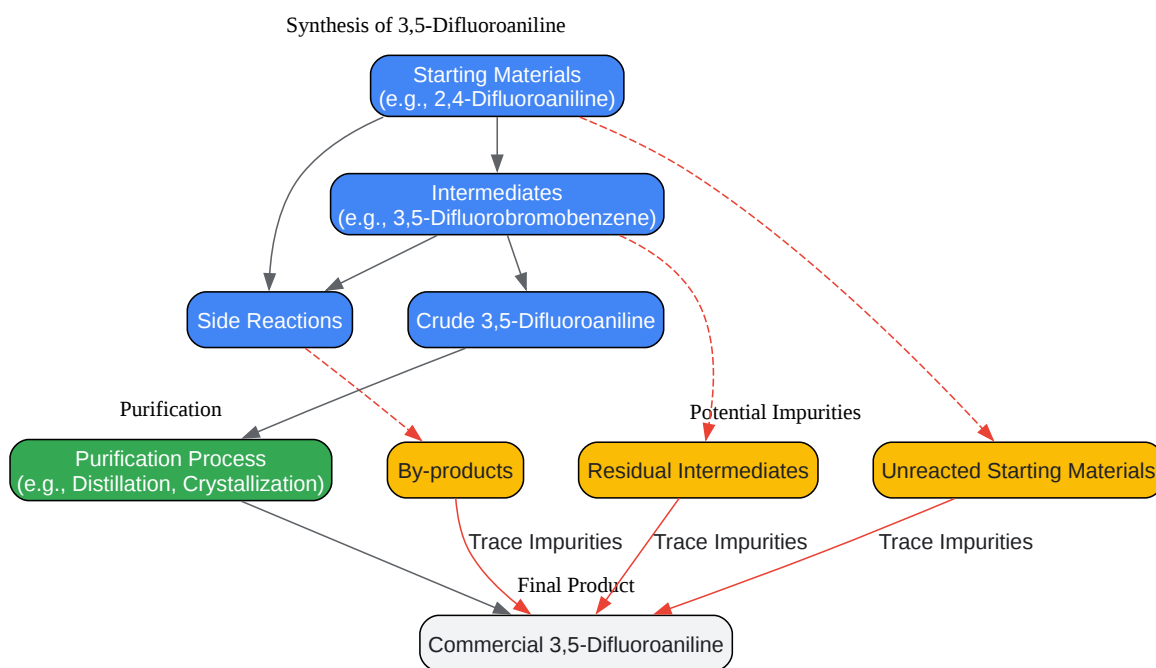 Synthesis of 3,5-Difluoroaniline
Starting Materials
(e.g., 2,4-Difluoroaniline)
Intermediates
(e.g., 3,5-Difluorobromobenzene)
Side Reactions
Crude 3,5-Difluoroaniline
Purification
Potential Impurities
Purification Process
(e.g., Distillation, Crystallization)
By-products
Residual Intermediates
Unreacted Starting Materials
Trace Impurities
Trace Impurities
Trace Impurities
Final Product
Commercial 3,5-Difluoroaniline